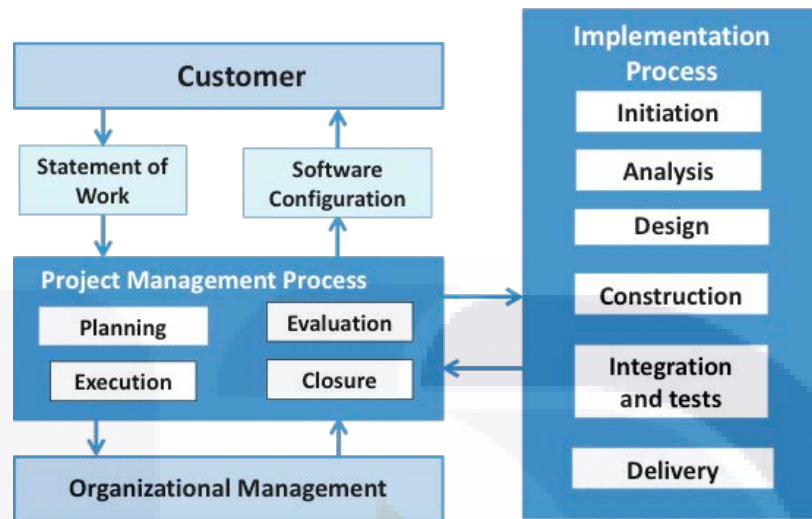 Customer
Statement of
Work
Software
Configuration
Project Management Process
Planning
Evaluation
Execution
Closure
Organizational Management
Implementation
Process
Initiation
Analysis
Design
Construction
Integration
and tests
Delivery